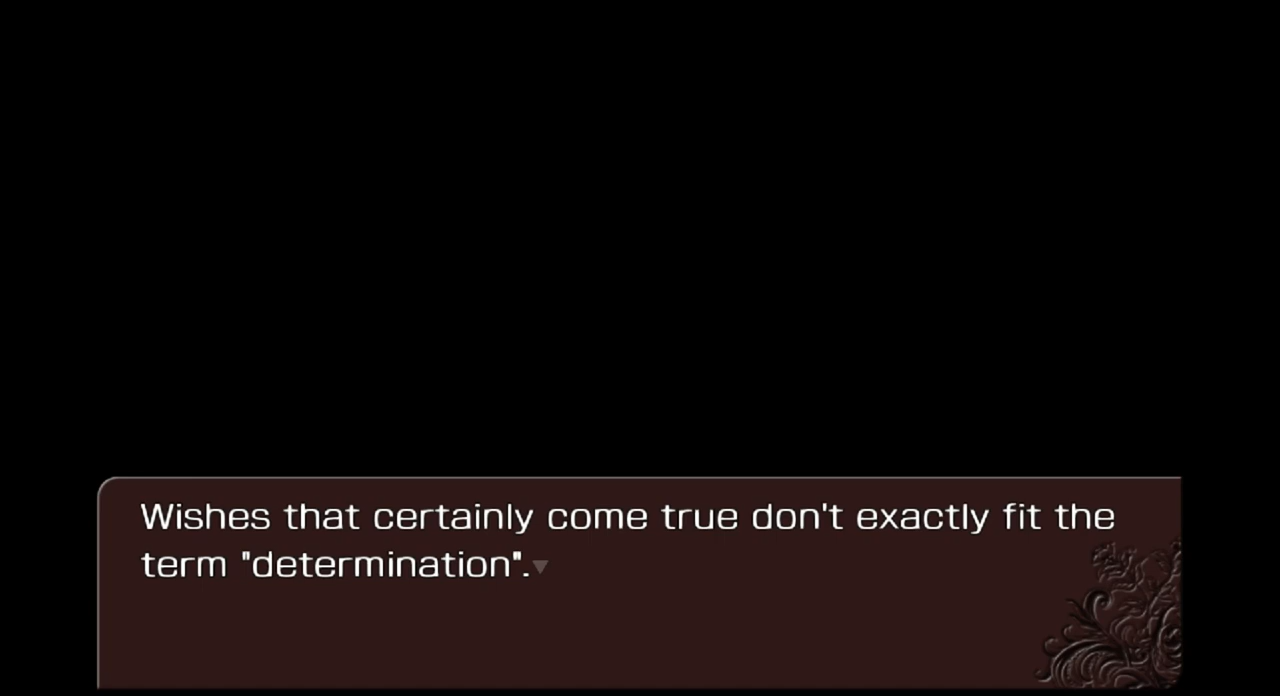 Wishes that certainly come true don't exactly fit the
term "determination".